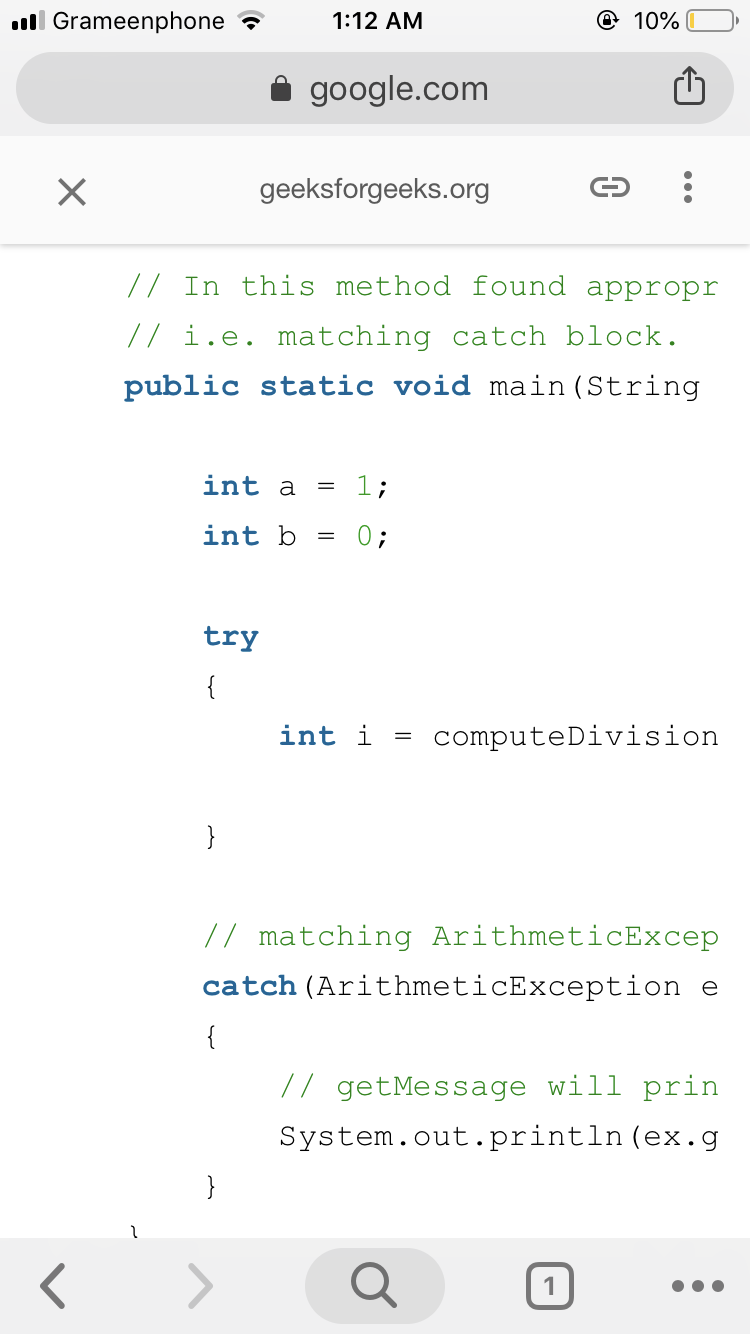 Grameenphone 1:12 AM 10%
google.com
geeksforgeeks.org
// In this method found appropr
// i.e. matching catch block.
public static void main(String
int a = 1;
int b = 0;
try
{
int i = computeDivision
}
// matching ArithmeticExcep
catch(ArithmeticException e
{
// getMessage will prin
System.out.println(ex.g
}
1